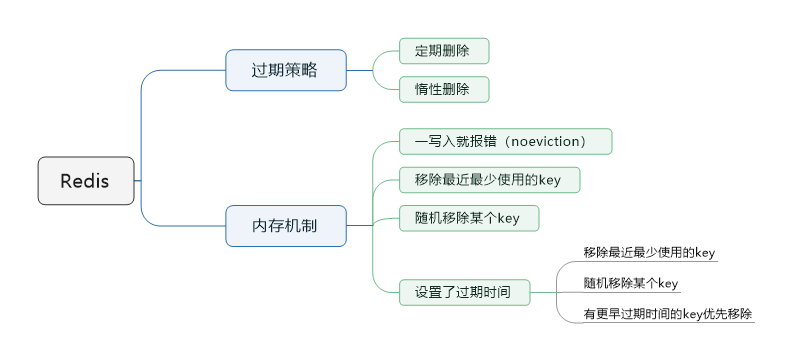 Redis
过期策略
定期删除
惰性删除
内存机制
一写入就报错（noeviction）
移除最近最少使用的key
随机移除某个key
设置了过期时间
移除最近最少使用的key
随机移除某个key
有更早过期时间的key优先移除